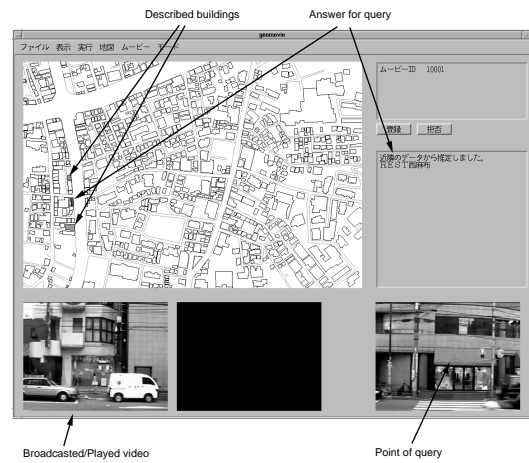 Described buildings
Answer for query
geomovie
ファイル 表示 実行 地図 ムービー モード
ムービーID 10001
登録 拒否
近隣のデータから推定しました。
REST西麻布
Broadcasted/Played video
Point of query